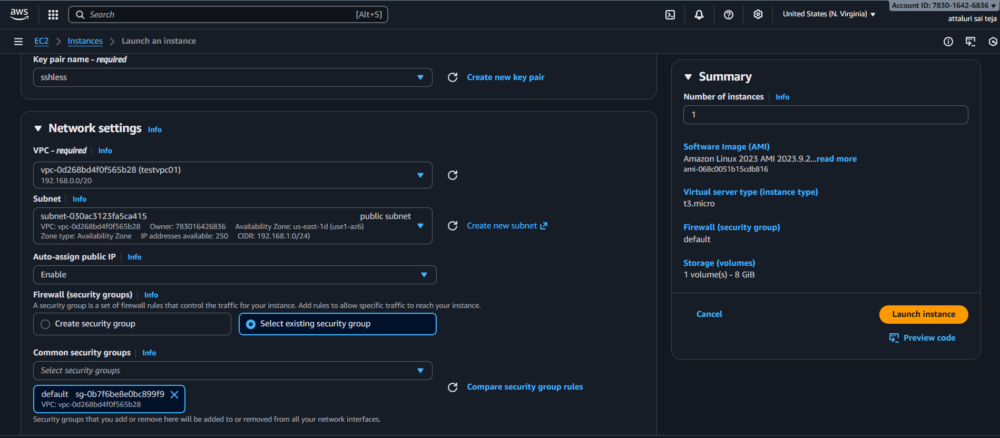 aws
Search [Alt+S]
United States (N. Virginia)
Account ID: 7830-1642-6836
attaluri sai teja
EC2 Instances Launch an instance
Key pair name - required
sshless
Create new key pair
Network settings Info
VPC - required Info
vpc-0d268bd4f0f565b28 (testvpc01)
192.168.0.0/20
Subnet Info
subnet-030ac3123fa5ca415 public subnet
VPC: vpc-0d268bd4f0f565b28 Owner: 783016426836 Availability Zone: us-east-1d (use1-az6)
Zone type: Availability Zone IP addresses available: 250 CIDR: 192.168.1.0/24)
Create new subnet
Auto-assign public IP Info
Enable
Firewall (security groups) Info
A security group is a set of firewall rules that control the traffic for your instance. Add rules to allow specific traffic to reach your instance.
Create security group
Select existing security group
Common security groups Info
Select security groups
default sg-0b7f6be8e0bc899f9
VPC: vpc-0d268bd4f0f565b28
Compare security group rules
Security groups that you add or remove here will be added to or removed from all your network interfaces.
Summary
Number of instances Info
1
Software Image (AMI)
Amazon Linux 2023 AMI 2023.9.2...read more
ami-068c0051b15cdb816
Virtual server type (instance type)
t3.micro
Firewall (security group)
default
Storage (volumes)
1 volume(s) - 8 GiB
Cancel
Launch instance
Preview code